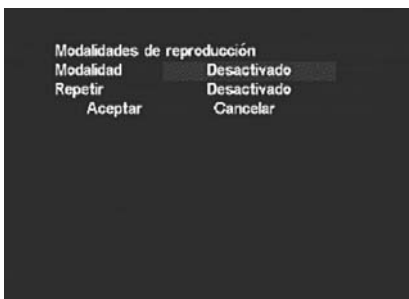 Modalidades de reproducción
Modalidad Desactivado
Repetir Desactivado
Aceptar Cancelar